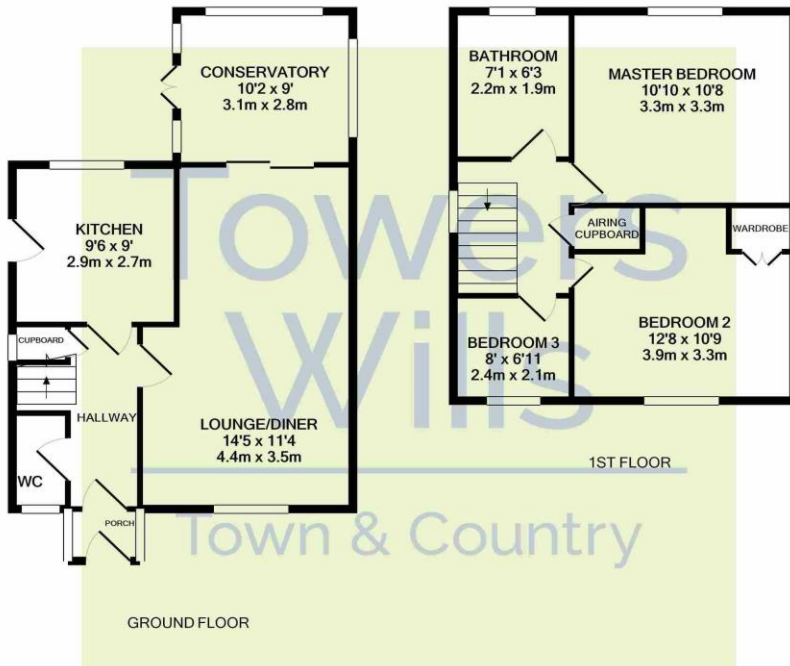 CONSERVATORY
10'2 x 9'
3.1m x 2.8m
KITCHEN
9'6 x 9'
2.9m x 2.7m
CUPBOARD
HALLWAY
LOUNGE/DINER
14'5 x 11'4
4.4m x 3.5m
WC
PORCH
GROUND FLOOR
BATHROOM
7'1 x 6'3
2.2m x 1.9m
MASTER BEDROOM
10'10 x 10'8
3.3m x 3.3m
AIRING
CUPBOARD
WARDROBE
BEDROOM 3
8' x 6'11
2.4m x 2.1m
BEDROOM 2
12'8 x 10'9
3.9m x 3.3m
1ST FLOOR
Towers
Wills
Town & Country